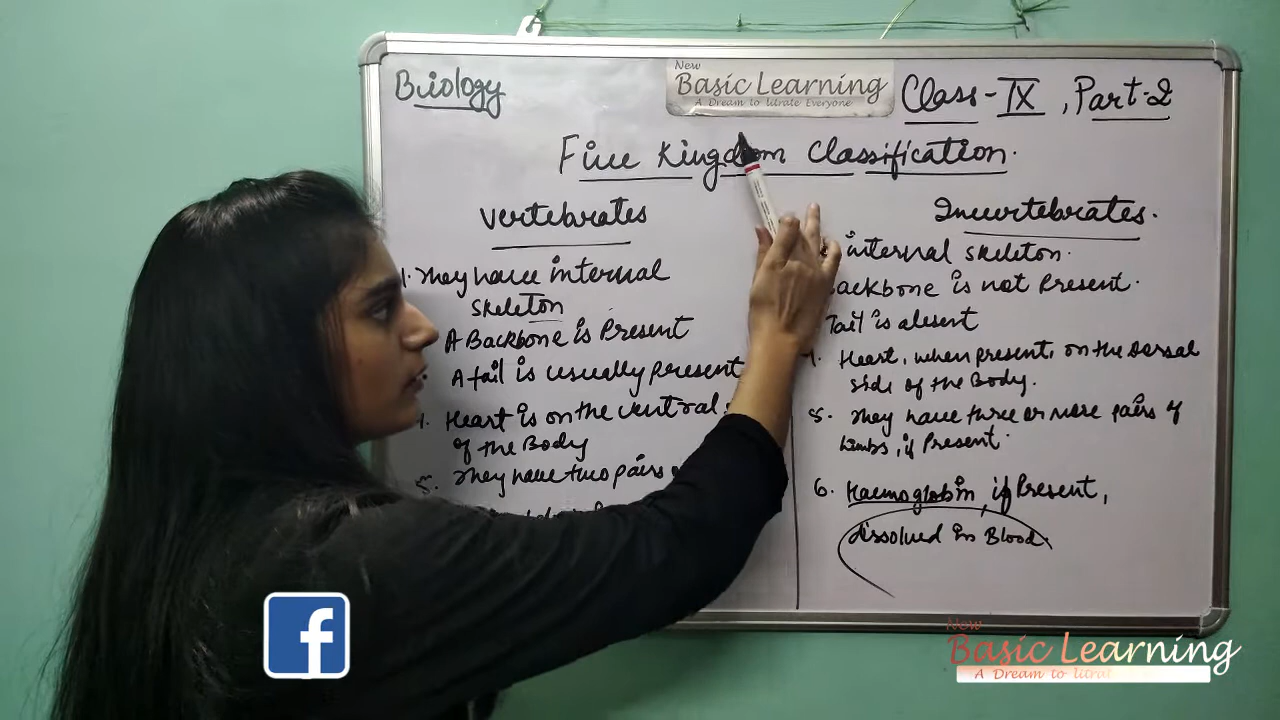 Biology
New
Basic Learning
A Dream to litrate Everyone
Class - IX, Part-2
Five Kingdom Classification.
Vertebrates
1. They have internal
skeleton
A Backbone is Present
A tail is usually present
4. Heart is on the ventral
of the Body
5. They have two pairs
Invertebrates.
internal skeleton.
Backbone is not Present.
Tail is absent
4. Heart, when present, on the Dorsal
side of the Body.
5. They have three or more pairs of
limbs, if Present.
6. Haemoglobin, if Present,
dissolved in Blood
f
New
Basic Learning
A Dream to litrat